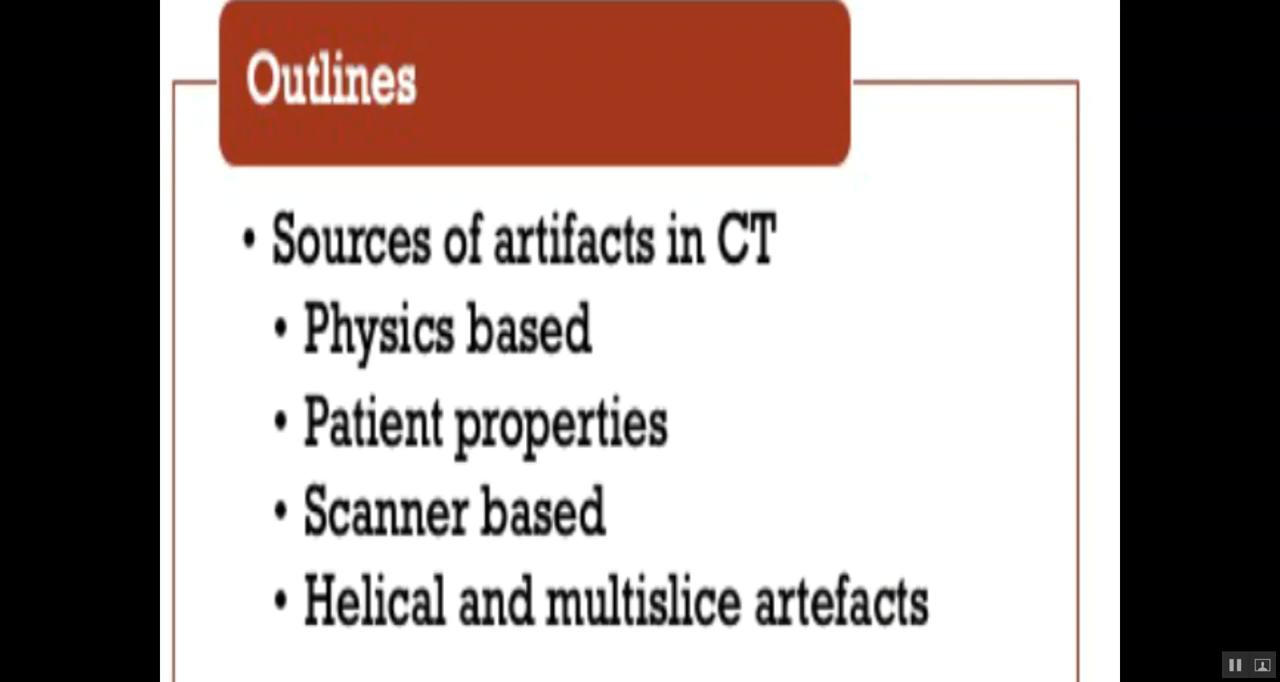 Outlines
• Sources of artifacts in CT
• Physics based
• Patient properties
• Scanner based
• Helical and multislice artefacts